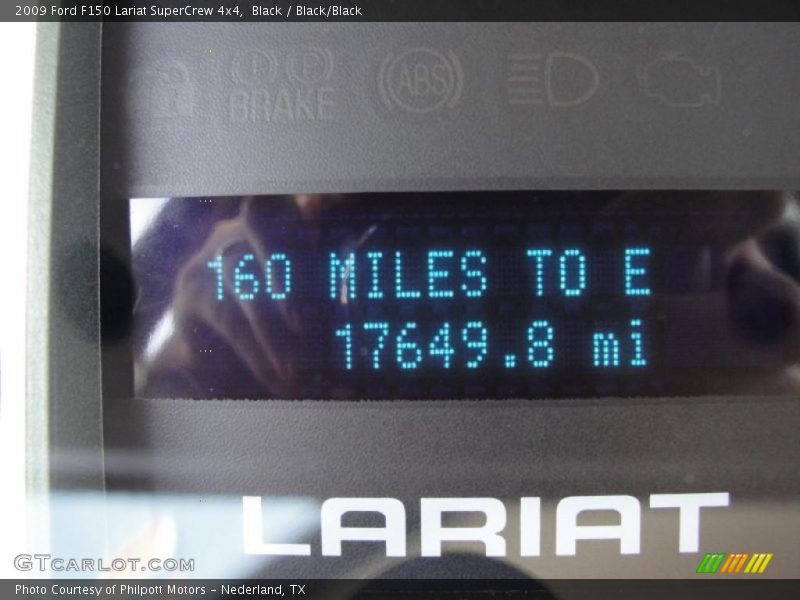 2009 Ford F150 Lariat SuperCrew 4x4, Black / Black/Black
(P) (P)
BRAKE
ABS
160 MILES TO E
17649.8 mi
LARIAT
GTCARLOT.COM
Photo Courtesy of Philpott Motors - Nederland, TX